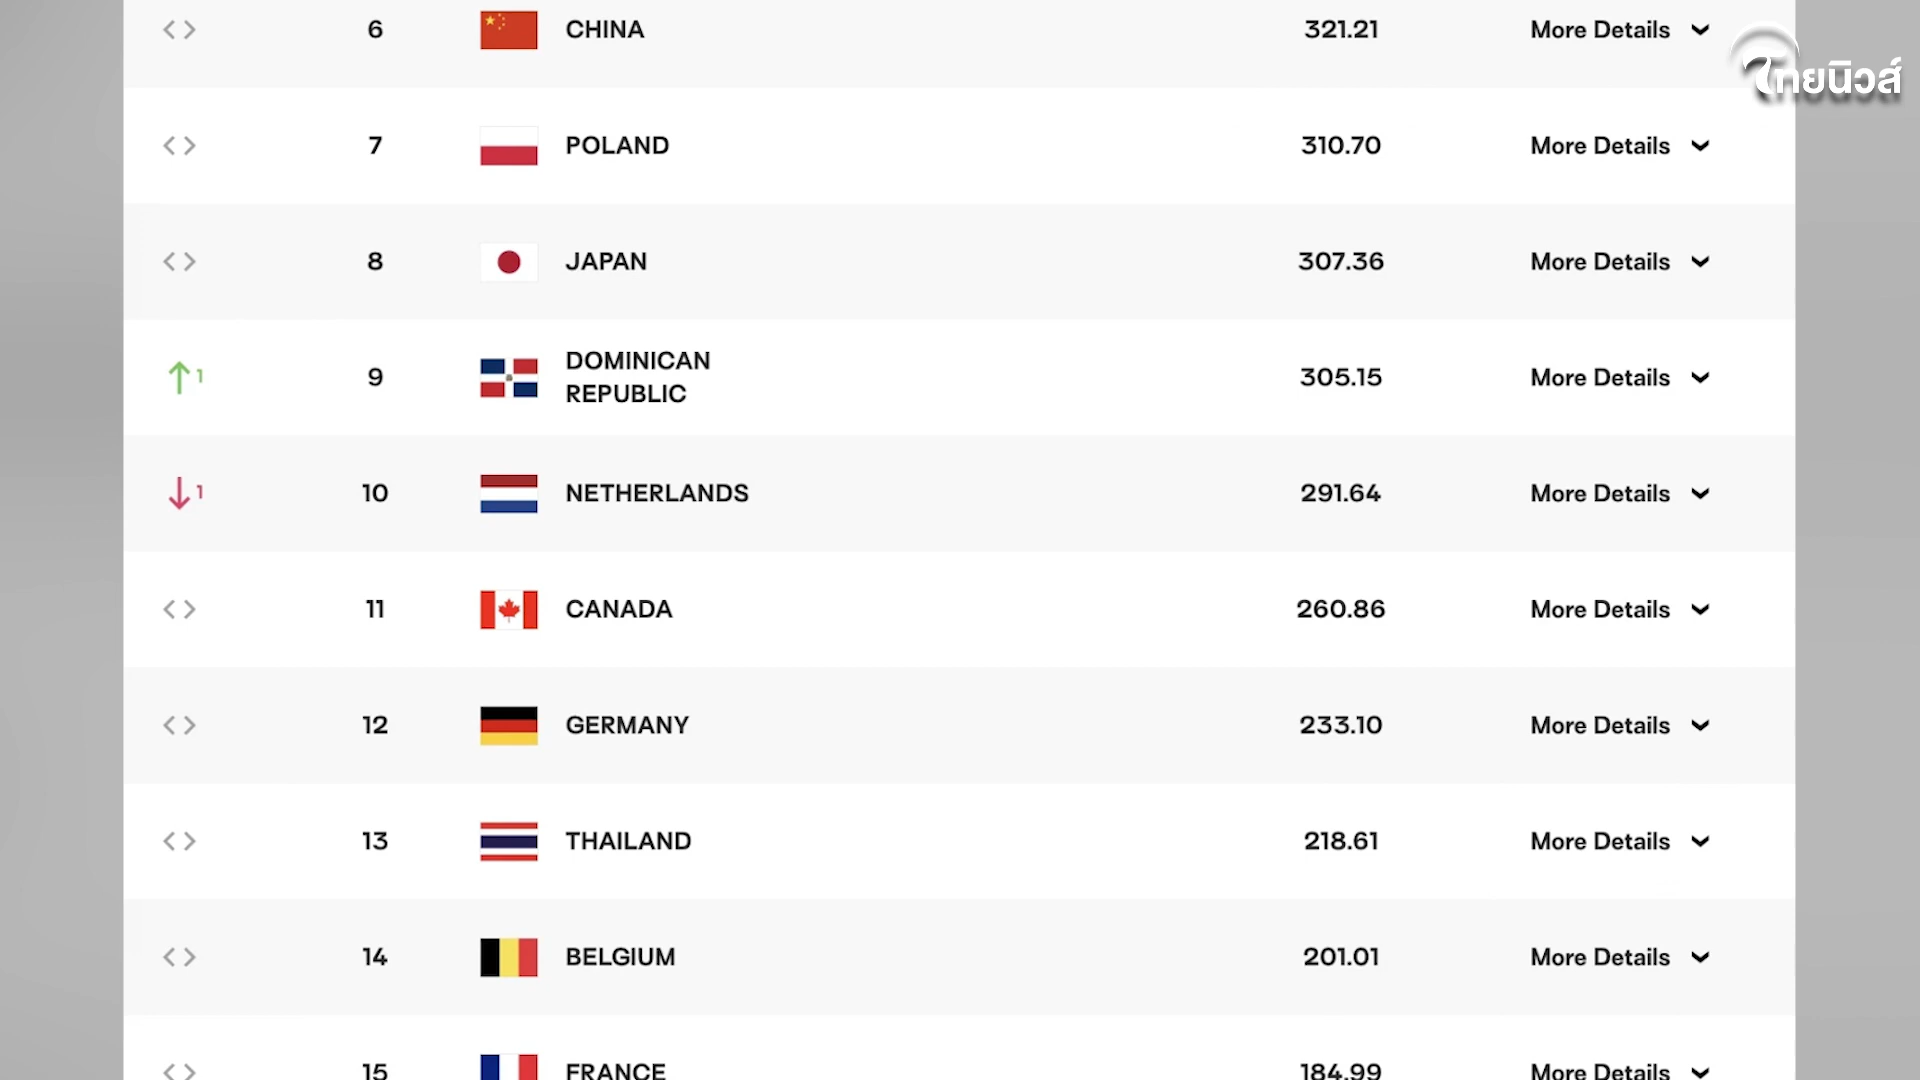 6 CHINA 321.21 More Details
ไทยนิวส์
7 POLAND 310.70 More Details
8 JAPAN 307.36 More Details
1 9 DOMINICAN REPUBLIC 305.15 More Details
1 10 NETHERLANDS 291.64 More Details
11 CANADA 260.86 More Details
12 GERMANY 233.10 More Details
13 THAILAND 218.61 More Details
14 BELGIUM 201.01 More Details
15 FRANCE 184.99 More Details